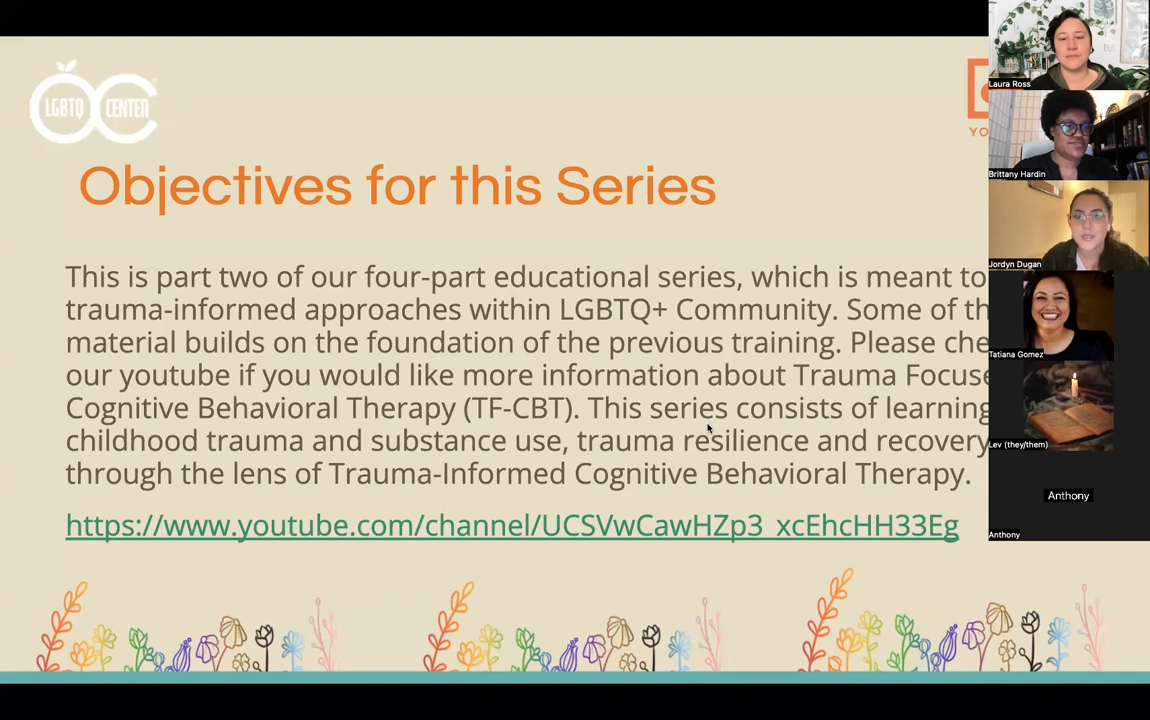 LGBTQ CENTER
YO
Objectives for this Series
This is part two of our four-part educational series, which is meant to
trauma-informed approaches within LGBTQ+ Community. Some of th
material builds on the foundation of the previous training. Please che
our youtube if you would like more information about Trauma Focuse
Cognitive Behavioral Therapy (TF-CBT). This series consists of learning
childhood trauma and substance use, trauma resilience and recovery
through the lens of Trauma-Informed Cognitive Behavioral Therapy.
https://www.youtube.com/channel/UCSVwCawHZp3_xcEhcHH33Eg
Laura Ross
Brittany Hardin
Jordyn Dugan
Tatiana Gomez
Lev (they/them)
Anthony
Anthony